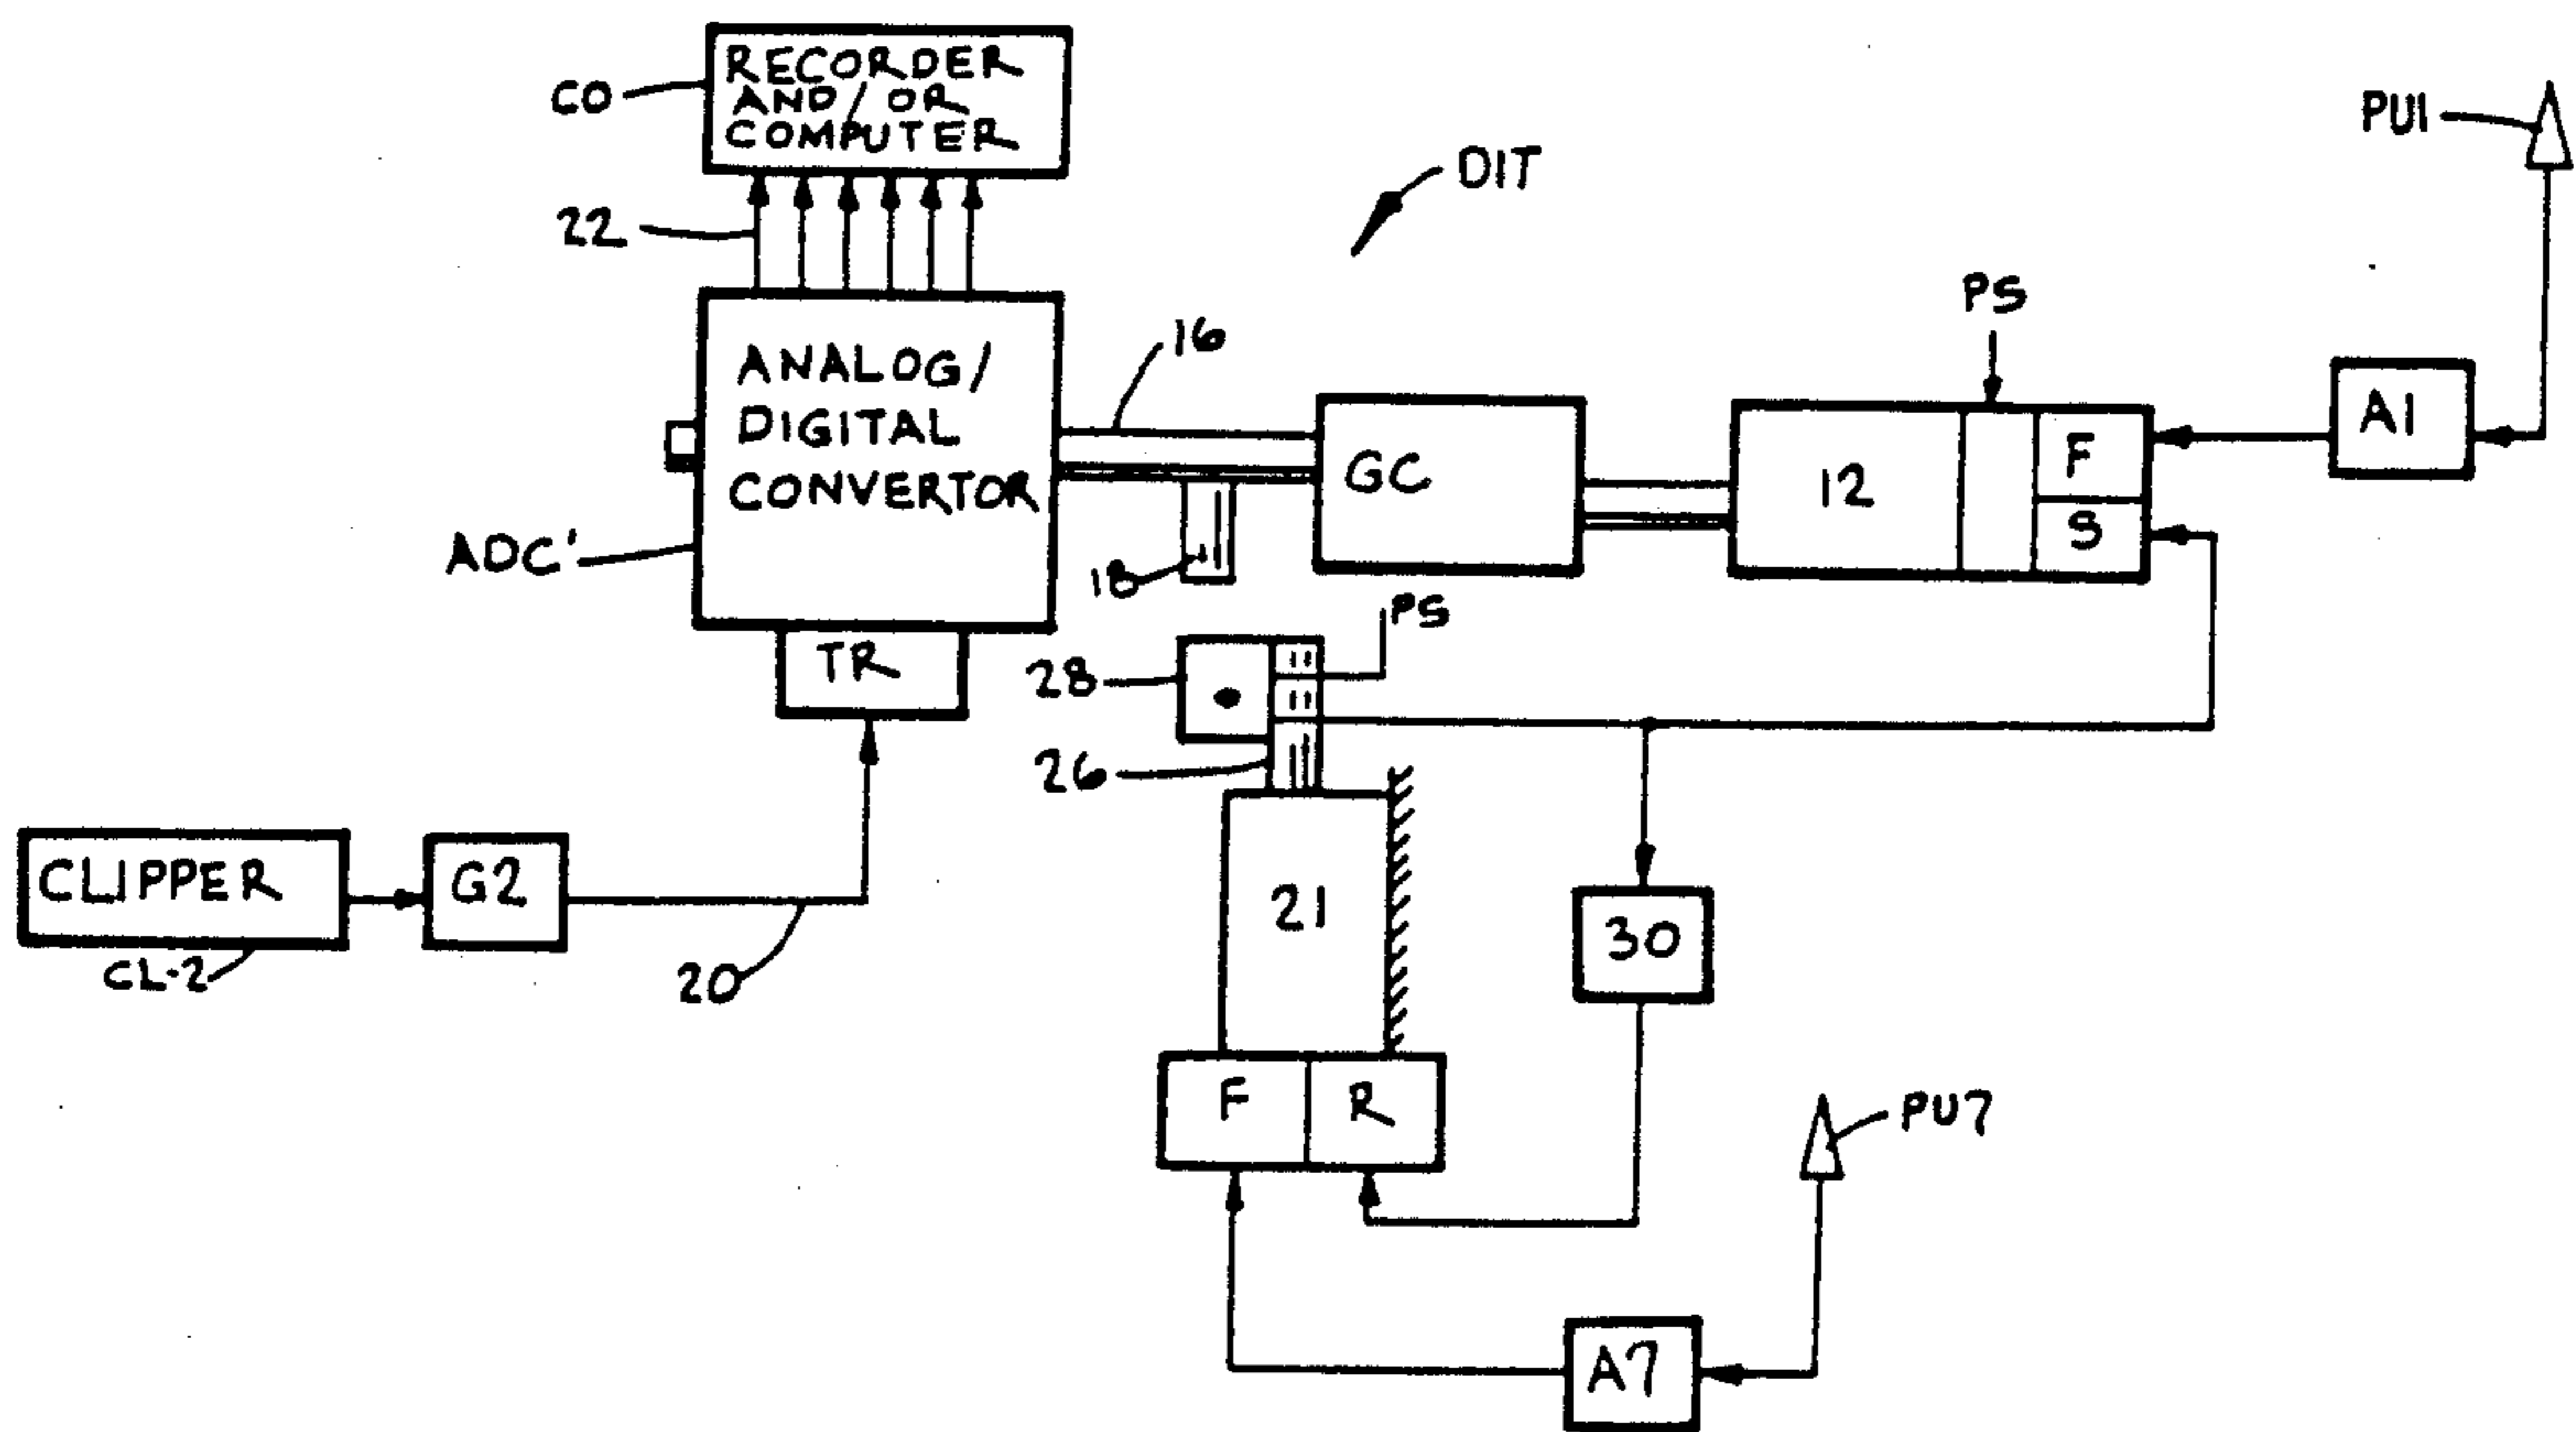 RECORDER
AND/OR
COMPUTER
CO
PU1
DIT
22
PS
16
A1
ANALOG/
DIGITAL
CONVERTOR
GC
12
F
S
ADC'
18
PS
TR
28
26
CLIPPER
G2
21
30
CL-2
20
F
R
PU7
A7